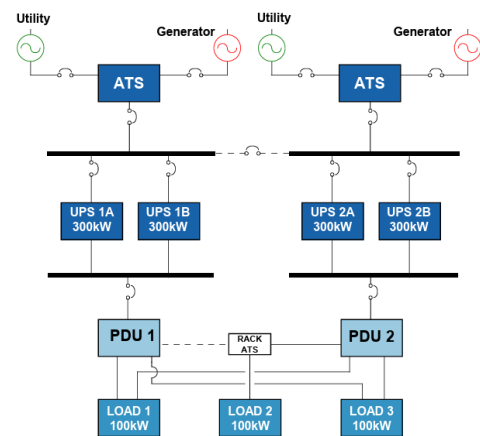 Utility
Generator
Utility
Generator
ATS
ATS
UPS 1A
300kW
UPS 1B
300kW
UPS 2A
300kW
UPS 2B
300kW
PDU 1
RACK
ATS
PDU 2
LOAD 1
100kW
LOAD 2
100kW
LOAD 3
100kW